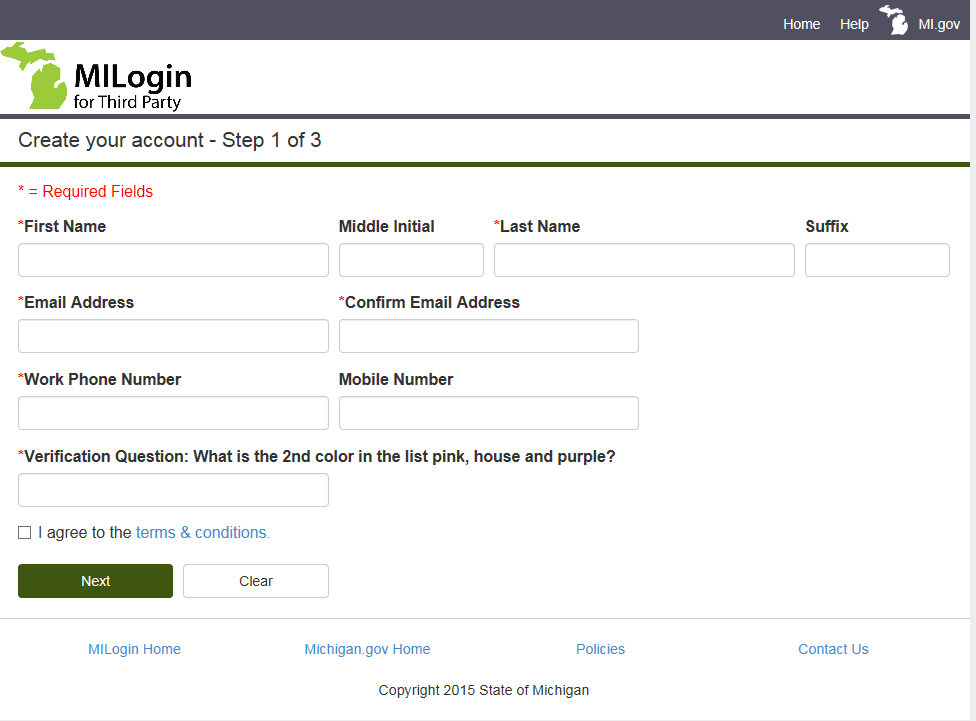 Home Help MI.gov
MILogin
for Third Party
Create your account - Step 1 of 3
* = Required Fields
*First Name Middle Initial *Last Name Suffix
*Email Address *Confirm Email Address
*Work Phone Number Mobile Number
*Verification Question: What is the 2nd color in the list pink, house and purple?
I agree to the terms & conditions.
Next Clear
MILogin Home Michigan.gov Home Policies Contact Us
Copyright 2015 State of Michigan